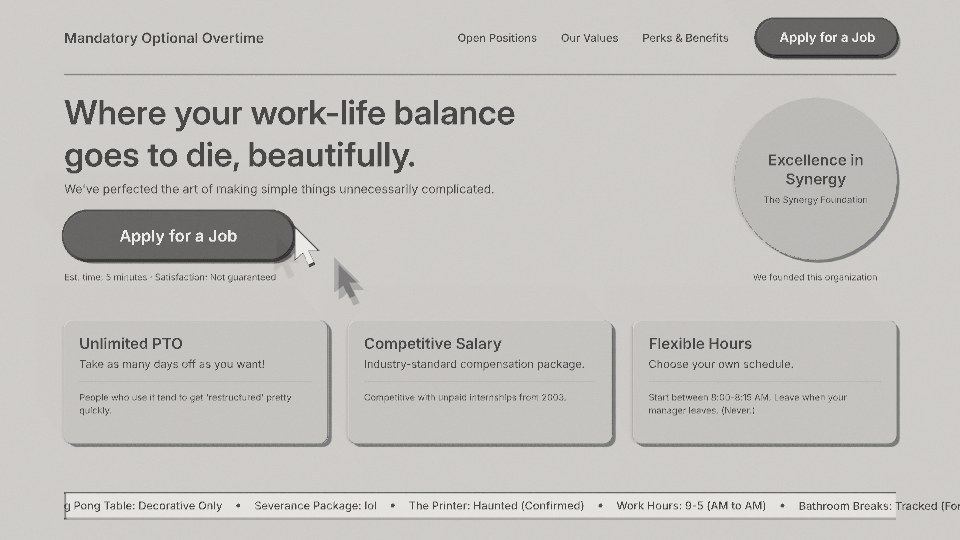 Mandatory Optional Overtime
Open Positions
Our Values
Perks & Benefits
Apply for a Job
Where your work-life balance
goes to die, beautifully.
We've perfected the art of making simple things unnecessarily complicated.
Apply for a Job
Est. time: 5 minutes · Satisfaction: Not guaranteed
Excellence in
Synergy
The Synergy Foundation
We founded this organization
Unlimited PTO
Take as many days off as you want!
People who use it tend to get 'restructured' pretty
quickly.
Competitive Salary
Industry-standard compensation package.
Competitive with unpaid internships from 2003.
Flexible Hours
Choose your own schedule.
Start between 8:00-8:15 AM. Leave when your
manager leaves. (Never.)
g Pong Table: Decorative Only • Severance Package: lol • The Printer: Haunted (Confirmed) • Work Hours: 9-5 (AM to AM) • Bathroom Breaks: Tracked (For